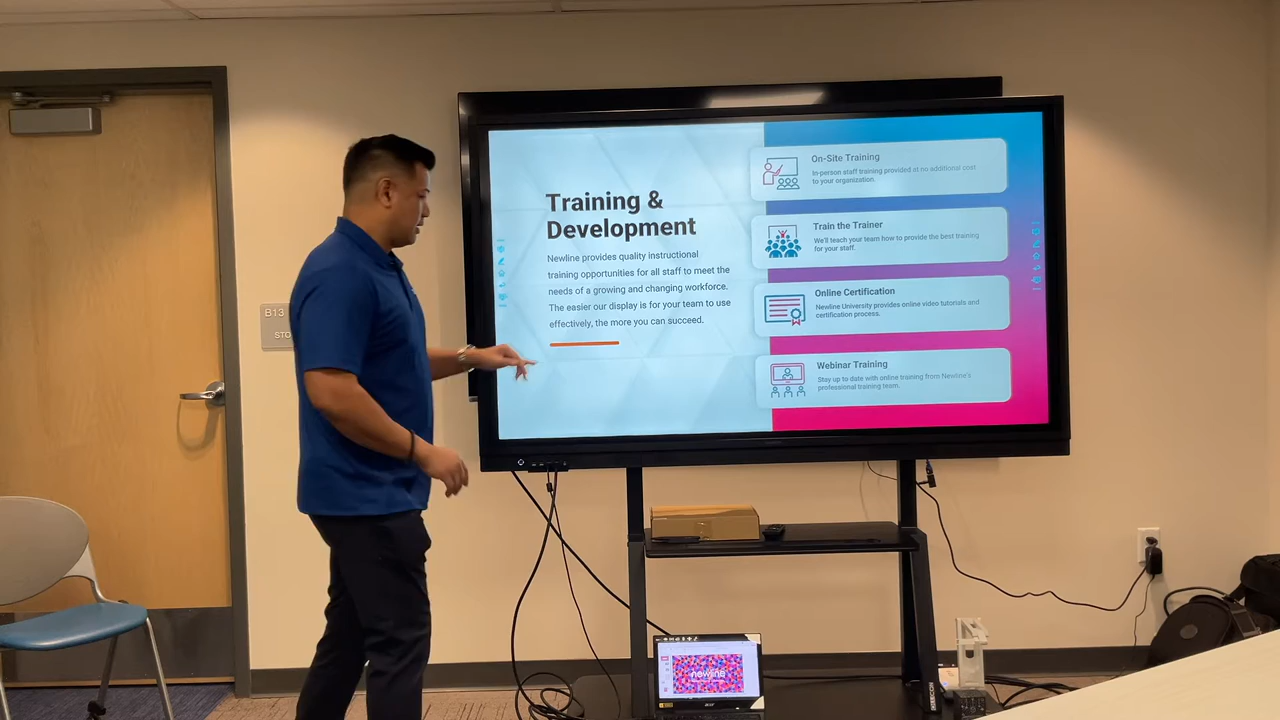 Training &
Development
Newline provides quality instructional
training opportunities for all staff to meet the
needs of a growing and changing workforce.
The easier our display is for your team to use
effectively, the more you can succeed.
On-Site Training
In-person staff training provided at no additional cost
to your organization.
Train the Trainer
We'll teach your team how to provide the best training
for your staff.
Online Certification
Newline University provides online video tutorials and
certification process.
Webinar Training
Stay up to date with online training from Newline's
professional training team.
B13
STO
newline
acer